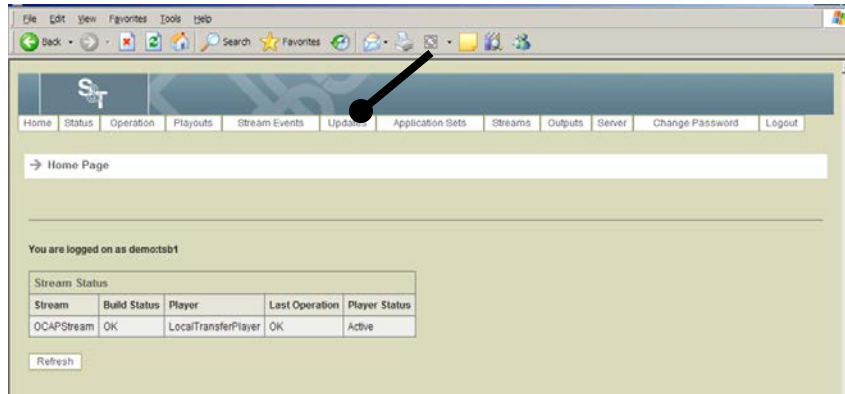 File Edit View Favorites Tools Help
Back Search Favorites
S&T
Home Status Operation Playouts Stream Events Updates Application Sets Streams Outputs Server Change Password Logout
→ Home Page
You are logged on as demo:tsb1
Stream Status
Stream Build Status Player Last Operation Player Status
OCAPStream OK LocalTransferPlayer OK Active
Refresh